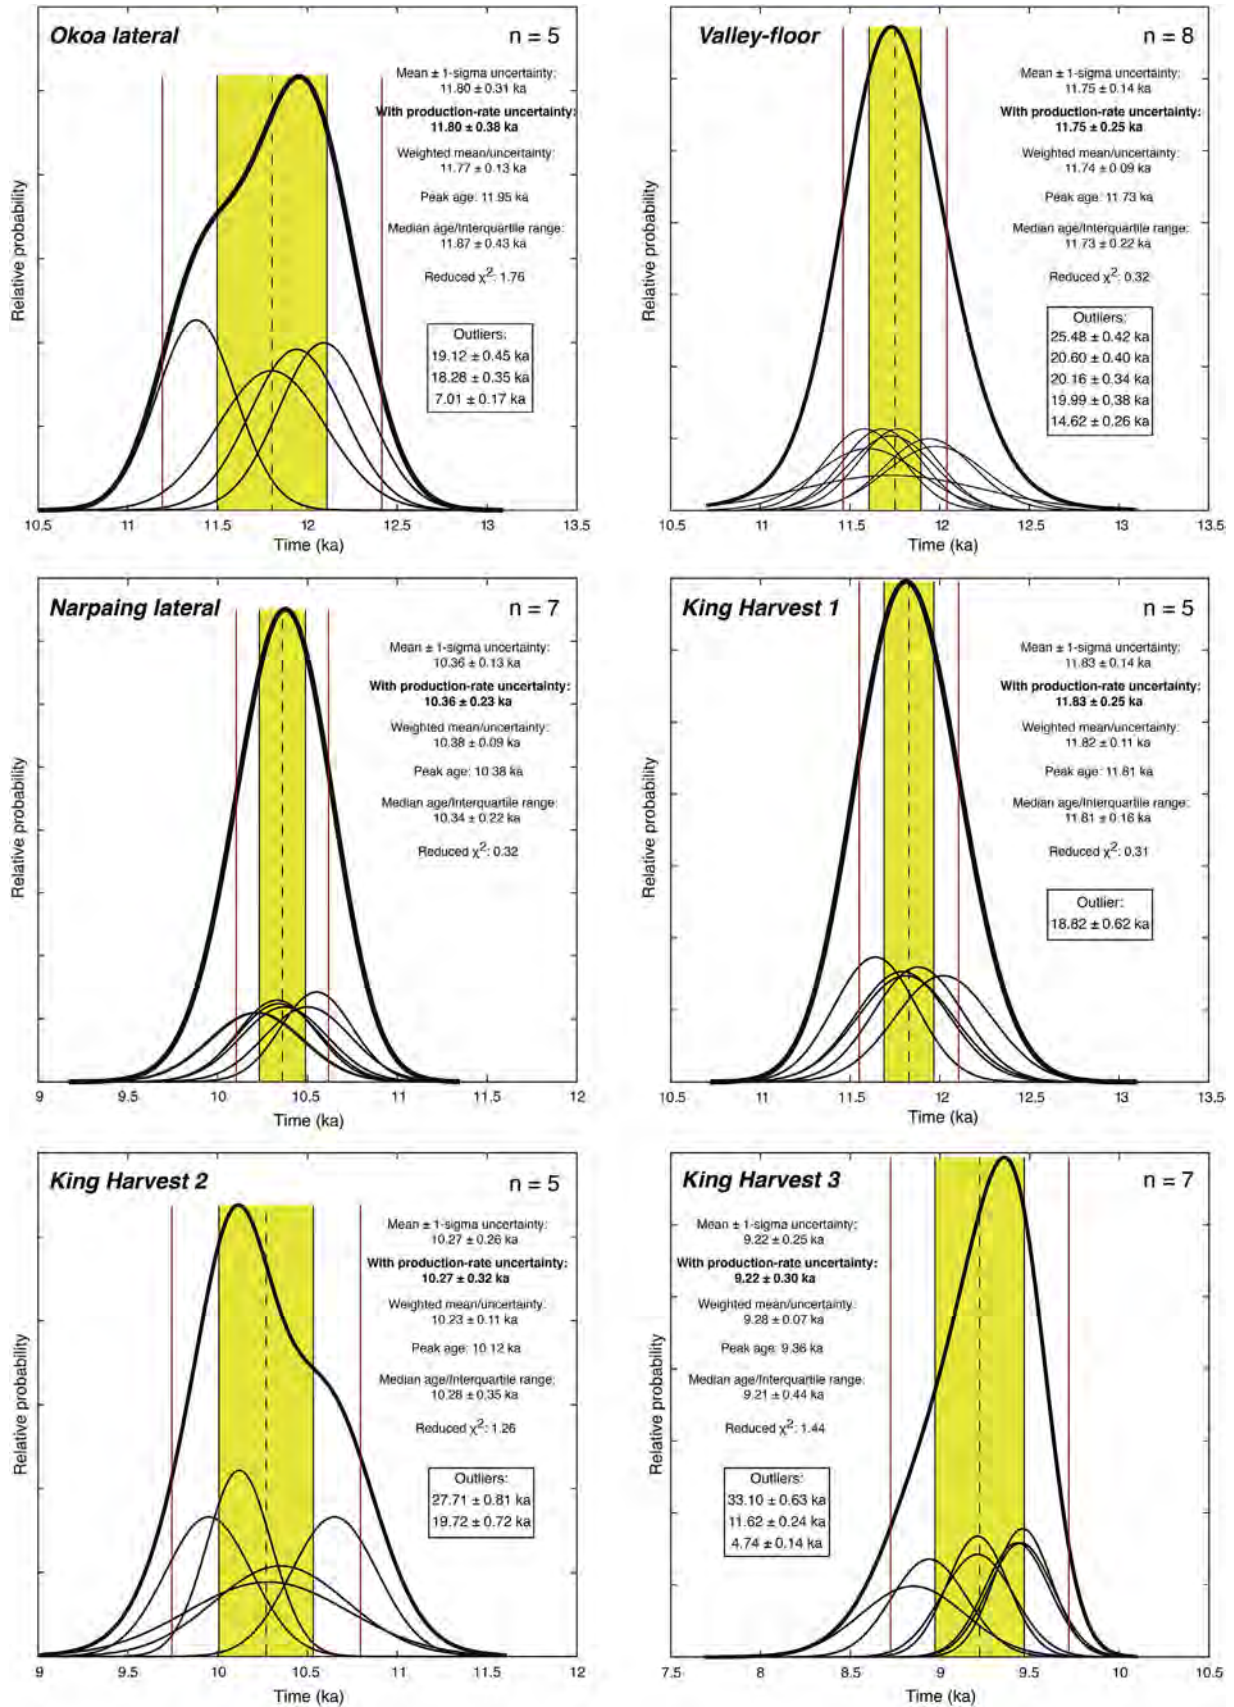 Okoa lateral
n = 5
Mean ± 1-sigma uncertainty:
11.80 ± 0.31 ka
With production-rate uncertainty:
11.80 ± 0.38 ka
Weighted mean/uncertainty:
11.77 ± 0.13 ka
Peak age: 11.95 ka
Median age/Interquartile range:
11.87 ± 0.43 ka
Reduced χ2: 1.76
Outliers:
19.12 ± 0.45 ka
18.28 ± 0.35 ka
7.01 ± 0.17 ka
Relative probability
10.5 11 11.5 12 12.5 13 13.5
Time (ka)
Valley-floor
n = 8
Mean ± 1-sigma uncertainty:
11.75 ± 0.14 ka
With production-rate uncertainty:
11.75 ± 0.25 ka
Weighted mean/uncertainty:
11.74 ± 0.09 ka
Peak age: 11.73 ka
Median age/Interquartile range:
11.73 ± 0.22 ka
Reduced χ2: 0.32
Outliers:
25.48 ± 0.42 ka
20.60 ± 0.40 ka
20.16 ± 0.34 ka
19.99 ± 0.38 ka
14.62 ± 0.26 ka
Relative probability
10.5 11 11.5 12 12.5 13 13.5
Time (ka)
Narpaing lateral
n = 7
Mean ± 1-sigma uncertainty:
10.36 ± 0.13 ka
With production-rate uncertainty:
10.36 ± 0.23 ka
Weighted mean/uncertainty:
10.38 ± 0.09 ka
Peak age: 10.38 ka
Median age/Interquartile range:
10.34 ± 0.22 ka
Reduced χ2: 0.32
Relative probability
9 9.5 10 10.5 11 11.5 12
Time (ka)
King Harvest 1
n = 5
Mean ± 1-sigma uncertainty:
11.83 ± 0.14 ka
With production-rate uncertainty:
11.83 ± 0.25 ka
Weighted mean/uncertainty:
11.82 ± 0.11 ka
Peak age: 11.81 ka
Median age/Interquartile range:
11.81 ± 0.16 ka
Reduced χ2: 0.31
Outlier:
18.82 ± 0.62 ka
Relative probability
10.5 11 11.5 12 12.5 13 13.5
Time (ka)
King Harvest 2
n = 5
Mean ± 1-sigma uncertainty:
10.27 ± 0.26 ka
With production-rate uncertainty:
10.27 ± 0.32 ka
Weighted mean/uncertainty:
10.23 ± 0.11 ka
Peak age: 10.12 ka
Median age/Interquartile range:
10.28 ± 0.35 ka
Reduced χ2: 1.26
Outliers:
27.71 ± 0.81 ka
19.72 ± 0.72 ka
Relative probability
9 9.5 10 10.5 11 11.5 12
Time (ka)
King Harvest 3
n = 7
Mean ± 1-sigma uncertainty:
9.22 ± 0.25 ka
With production-rate uncertainty:
9.22 ± 0.30 ka
Weighted mean/uncertainty:
9.28 ± 0.07 ka
Peak age: 9.36 ka
Median age/Interquartile range:
9.21 ± 0.44 ka
Reduced χ2: 1.44
Outliers:
33.10 ± 0.63 ka
11.62 ± 0.24 ka
4.74 ± 0.14 ka
Relative probability
7.5 8 8.5 9 9.5 10 10.5
Time (ka)